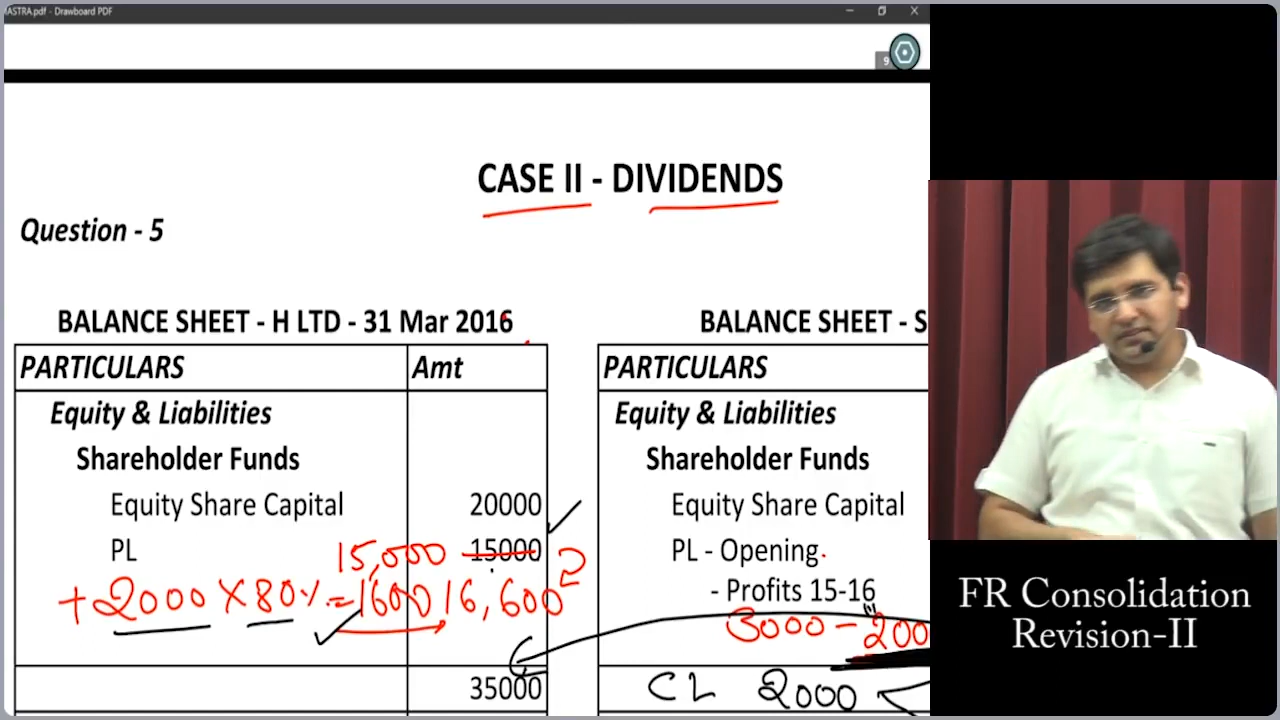 IASTRA.pdf - Drawboard PDF
9
CASE II - DIVIDENDS
Question - 5
BALANCE SHEET - H LTD - 31 Mar 2016
PARTICULARS Amt
Equity & Liabilities
Shareholder Funds
Equity Share Capital 20000
PL 15,000 15000
+ 2000 × 80% = 1600 16,600
35000
BALANCE SHEET - S
PARTICULARS
Equity & Liabilities
Shareholder Funds
Equity Share Capital
PL - Opening
- Profits 15-16
3000 - 200
CL 2000
FR Consolidation
Revision-II